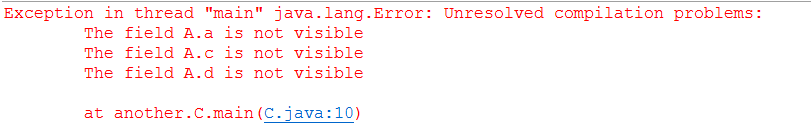 Exception in thread "main" java.lang.Error: Unresolved compilation problems:
The field A.a is not visible
The field A.c is not visible
The field A.d is not visible
at another.C.main(C.java:10)